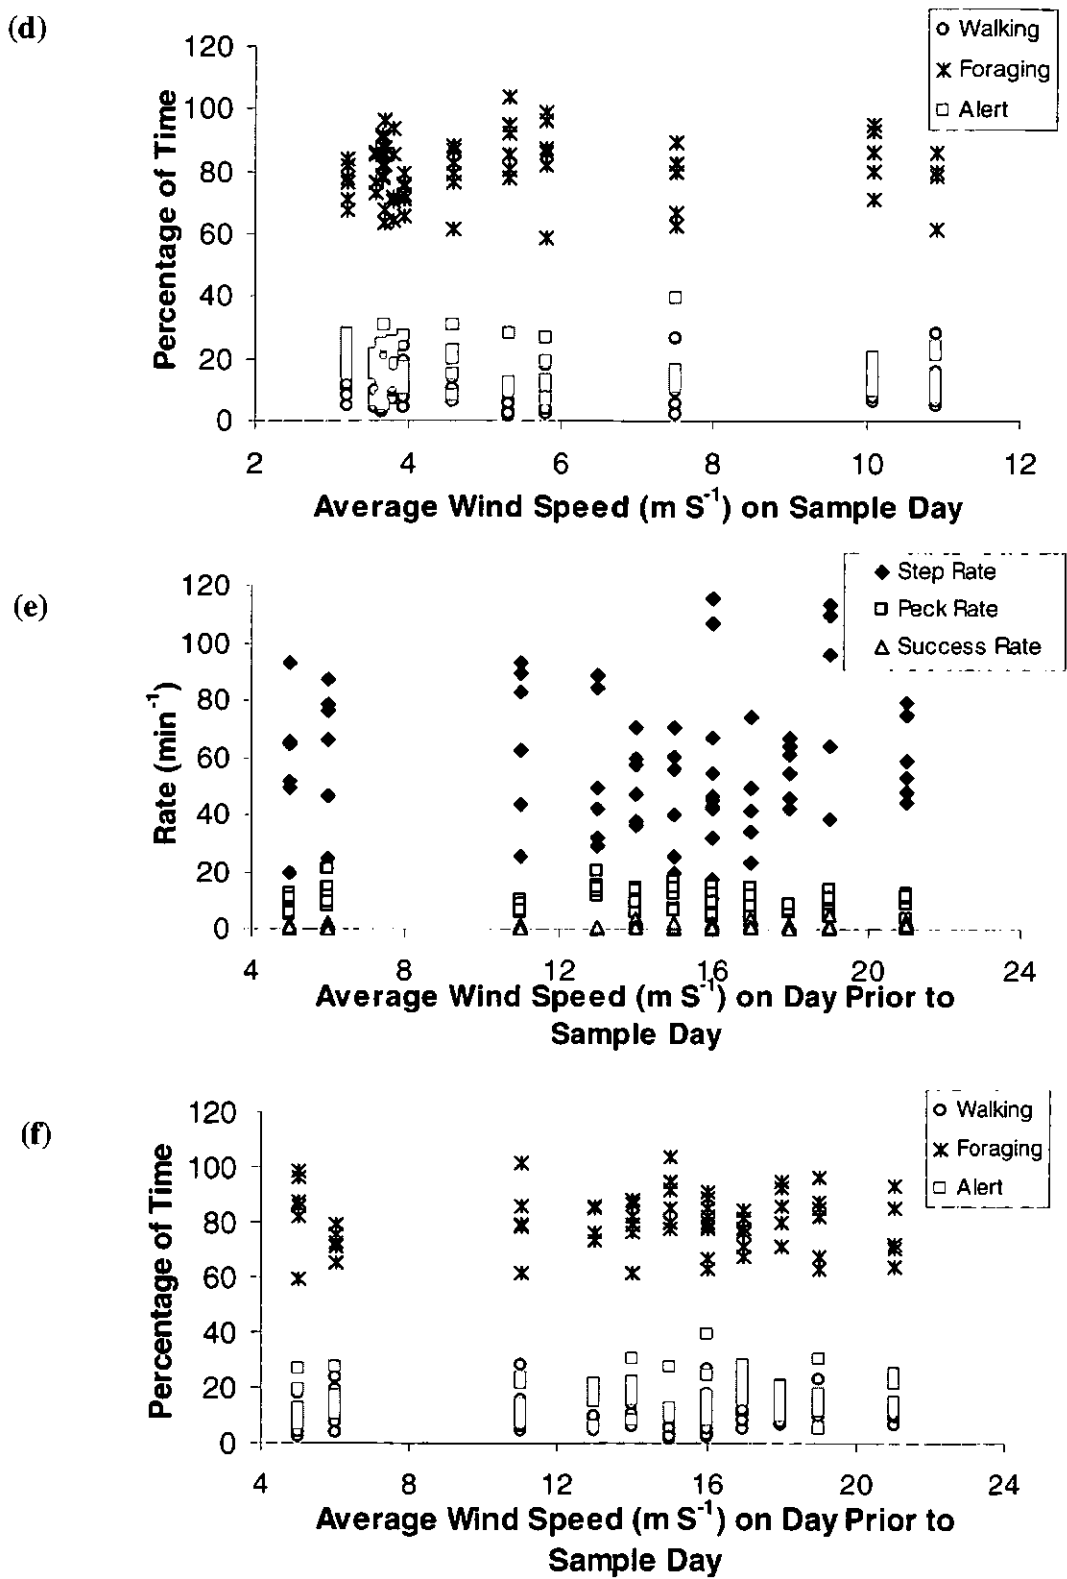 (d)
120
100
80
60
40
20
0
Percentage of Time
Walking
Foraging
Alert
2 4 6 8 10 12
Average Wind Speed (m S⁻¹) on Sample Day
(e)
120
100
80
60
40
20
0
Rate (min⁻¹)
Step Rate
Peck Rate
Success Rate
4 8 12 16 20 24
Average Wind Speed (m S⁻¹) on Day Prior to
Sample Day
(f)
120
100
80
60
40
20
0
Percentage of Time
Walking
Foraging
Alert
4 8 12 16 20 24
Average Wind Speed (m S⁻¹) on Day Prior to
Sample Day